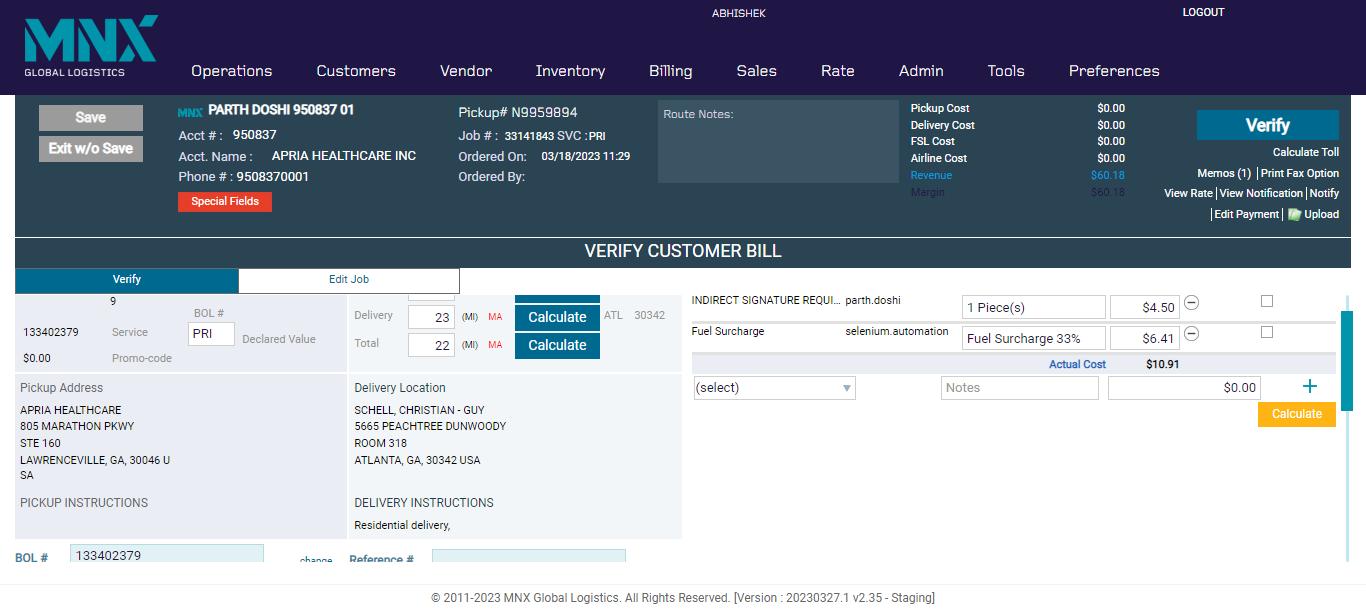 ABHISHEK
LOGOUT
MNX
GLOBAL LOGISTICS
Operations Customers Vendor Inventory Billing Sales Rate Admin Tools Preferences
Save
Exit w/o Save
MNX PARTH DOSHI 950837 01
Acct # : 950837
Acct. Name : APRIA HEALTHCARE INC
Phone # : 9508370001
Special Fields
Pickup# N9959894
Job # : 33141843 SVC :PRI
Ordered On: 03/18/2023 11:29
Ordered By:
Route Notes:
Pickup Cost $0.00
Delivery Cost $0.00
FSL Cost $0.00
Airline Cost $0.00
Revenue $60.18
Margin $60.18
Verify
Calculate Toll
Memos (1) |Print Fax Option
View Rate|View Notification|Notify
|Edit Payment| Upload
VERIFY CUSTOMER BILL
Verify Edit Job
9
BOL #
133402379 Service PRI Declared Value
$0.00 Promo-code
Delivery 23 (MI) MA Calculate ATL 30342
Total 22 (MI) MA Calculate
INDIRECT SIGNATURE REQUI... parth.doshi 1 Piece(s) $4.50
Fuel Surcharge selenium.automation Fuel Surcharge 33% $6.41
Actual Cost $10.91
(select) Notes $0.00 +
Calculate
Pickup Address
APRIA HEALTHCARE
805 MARATHON PKWY
STE 160
LAWRENCEVILLE, GA, 30046 U
SA
PICKUP INSTRUCTIONS
Delivery Location
SCHELL, CHRISTIAN - GUY
5665 PEACHTREE DUNWOODY
ROOM 318
ATLANTA, GA, 30342 USA
DELIVERY INSTRUCTIONS
Residential delivery,
BOL # 133402379 change Reference #
© 2011-2023 MNX Global Logistics. All Rights Reserved. [Version : 20230327.1 v2.35 - Staging]